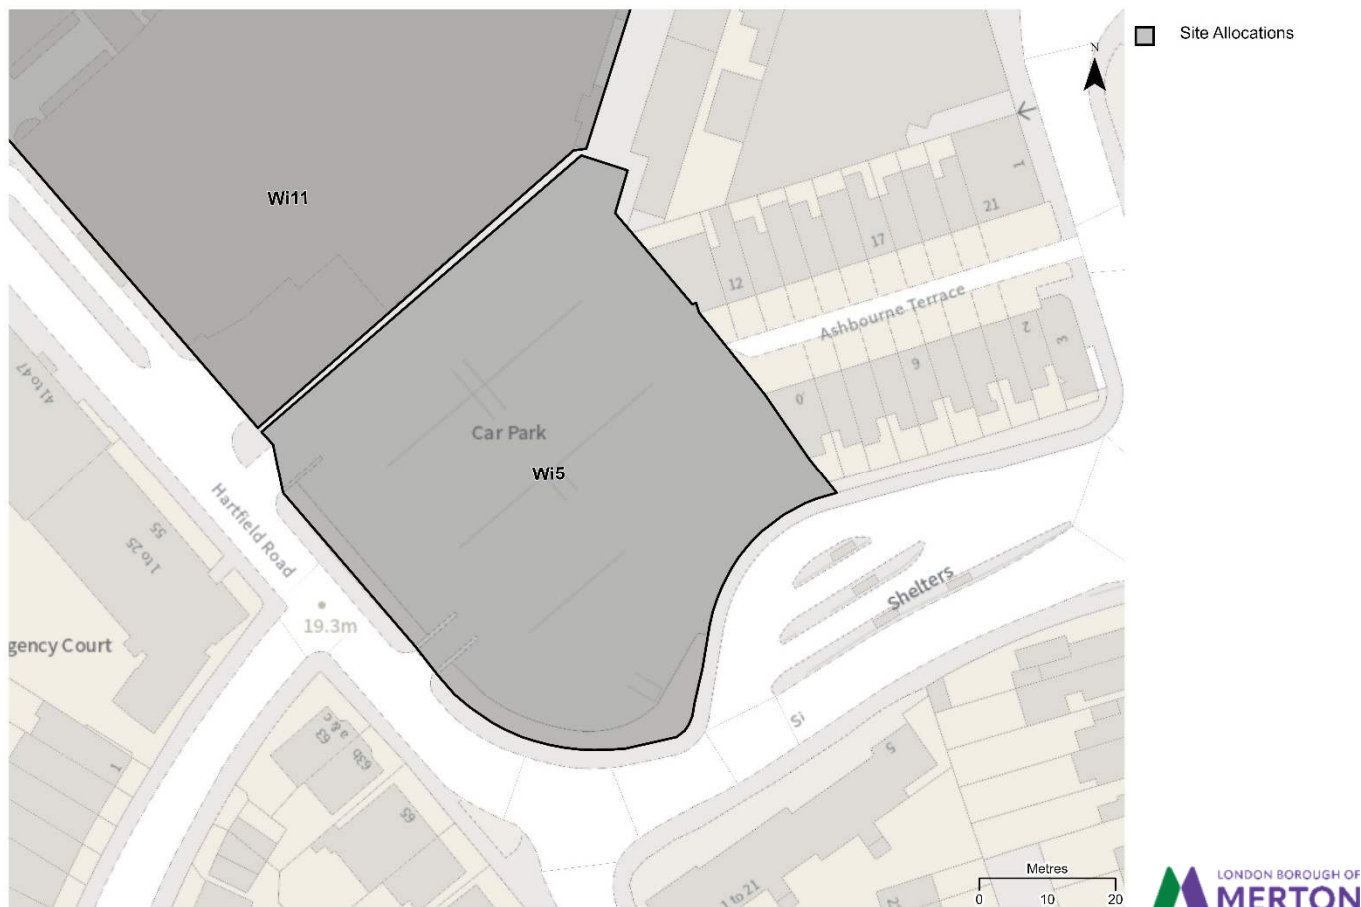 Site Allocations
N
Wi11
1
21
17
12
Ashbourne Terrace
2
3
9
41 to 47
Car Park
Wi5
Hartfield Road
55
1 to 25
Shelters
19.3m
gency Court
Si
63
63b a & c
5
1
65
Metres
0 10 20
1 to 21
2
LONDON BOROUGH OF
MERTON